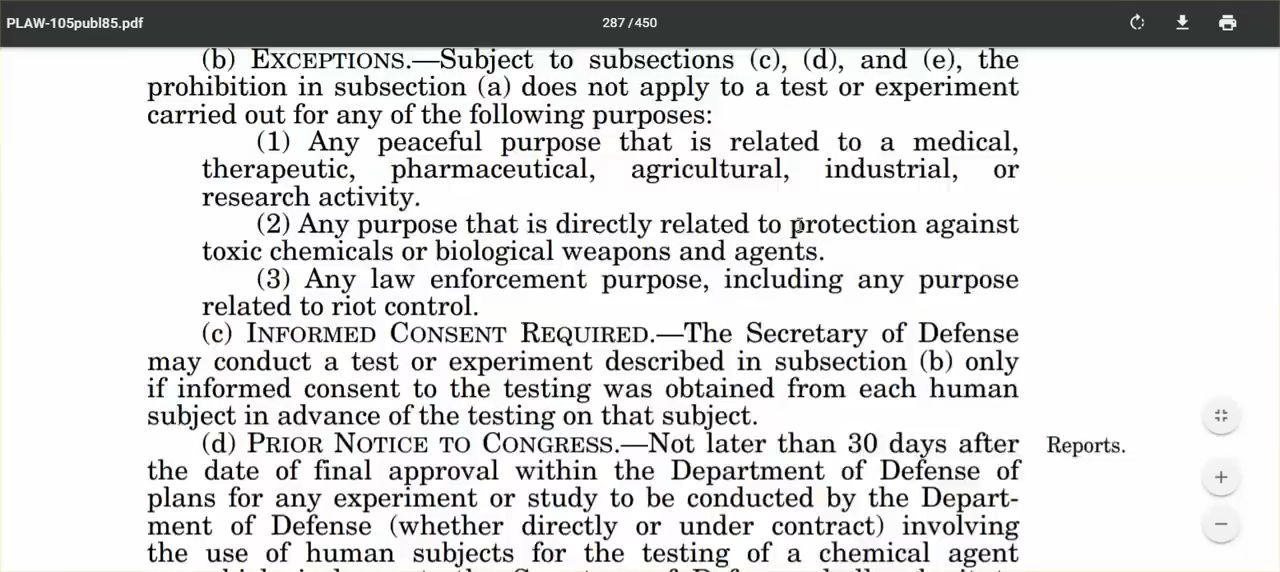 PLAW-105publ85.pdf
287 / 450
(b) EXCEPTIONS.—Subject to subsections (c), (d), and (e), the
prohibition in subsection (a) does not apply to a test or experiment
carried out for any of the following purposes:
(1) Any peaceful purpose that is related to a medical,
therapeutic, pharmaceutical, agricultural, industrial, or
research activity.
(2) Any purpose that is directly related to protection against
toxic chemicals or biological weapons and agents.
(3) Any law enforcement purpose, including any purpose
related to riot control.
(c) INFORMED CONSENT REQUIRED.—The Secretary of Defense
may conduct a test or experiment described in subsection (b) only
if informed consent to the testing was obtained from each human
subject in advance of the testing on that subject.
(d) PRIOR NOTICE TO CONGRESS.—Not later than 30 days after
Reports.
the date of final approval within the Department of Defense of
plans for any experiment or study to be conducted by the Depart-
ment of Defense (whether directly or under contract) involving
the use of human subjects for the testing of a chemical agent